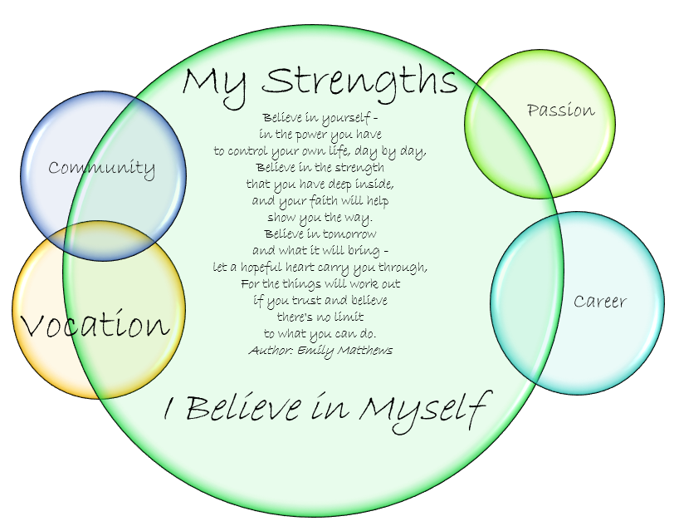 My Strengths
Believe in yourself -
in the power you have
to control your own life, day by day,
Believe in the strength
that you have deep inside,
and your faith will help
show you the way.
Believe in tomorrow
and what it will bring -
let a hopeful heart carry you through,
For the things will work out
if you trust and believe
there's no limit
to what you can do.
Author: Emily Matthews
I Believe in Myself
Community
Vocation
Passion
Career